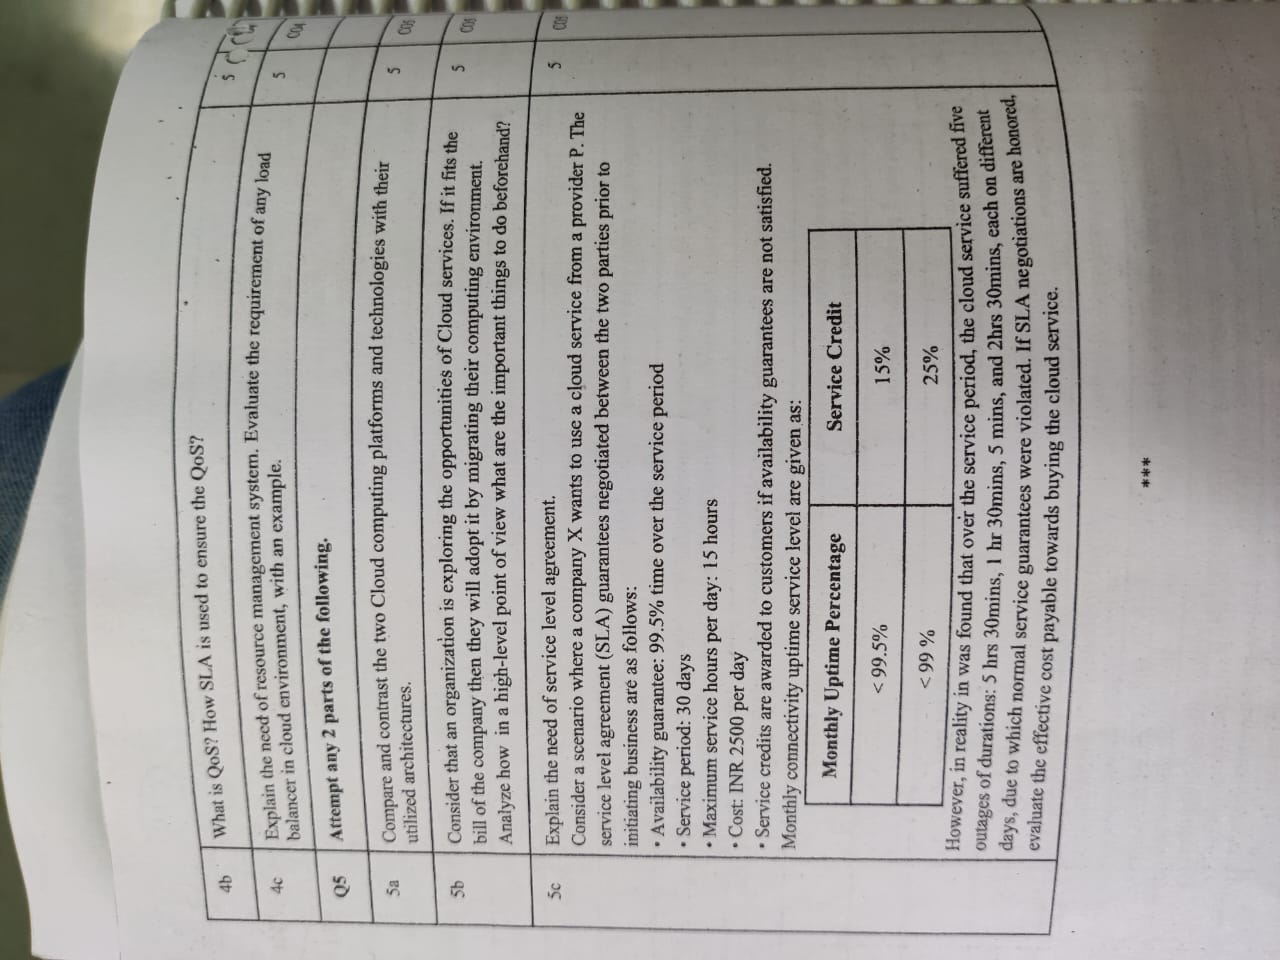 4b What is QoS? How SLA is used to ensure the QoS? 5
4c Explain the need of resource management system. Evaluate the requirement of any load 5 CO4
balancer in cloud environment, with an example.
Q5 Attempt any 2 parts of the following.
5a Compare and contrast the two Cloud computing platforms and technologies with their 5 CO5
utilized architectures.
5b Consider that an organization is exploring the opportunities of Cloud services. If it fits the 5 CO5
bill of the company then they will adopt it by migrating their computing environment.
Analyze how in a high-level point of view what are the important things to do beforehand?
5c Explain the need of service level agreement. 5 CO5
Consider a scenario where a company X wants to use a cloud service from a provider P. The
service level agreement (SLA) guarantees negotiated between the two parties prior to
initiating business are as follows:
• Availability guarantee: 99.5% time over the service period
• Service period: 30 days
• Maximum service hours per day: 15 hours
• Cost: INR 2500 per day
• Service credits are awarded to customers if availability guarantees are not satisfied.
Monthly connectivity uptime service level are given as:
Monthly Uptime Percentage Service Credit
< 99.5% 15%
< 99 % 25%
However, in reality in was found that over the service period, the cloud service suffered five
outages of durations: 5 hrs 30mins, 1 hr 30mins, 5 mins, and 2hrs 30mins, each on different
days, due to which normal service guarantees were violated. If SLA negotiations are honored,
evaluate the effective cost payable towards buying the cloud service.
***